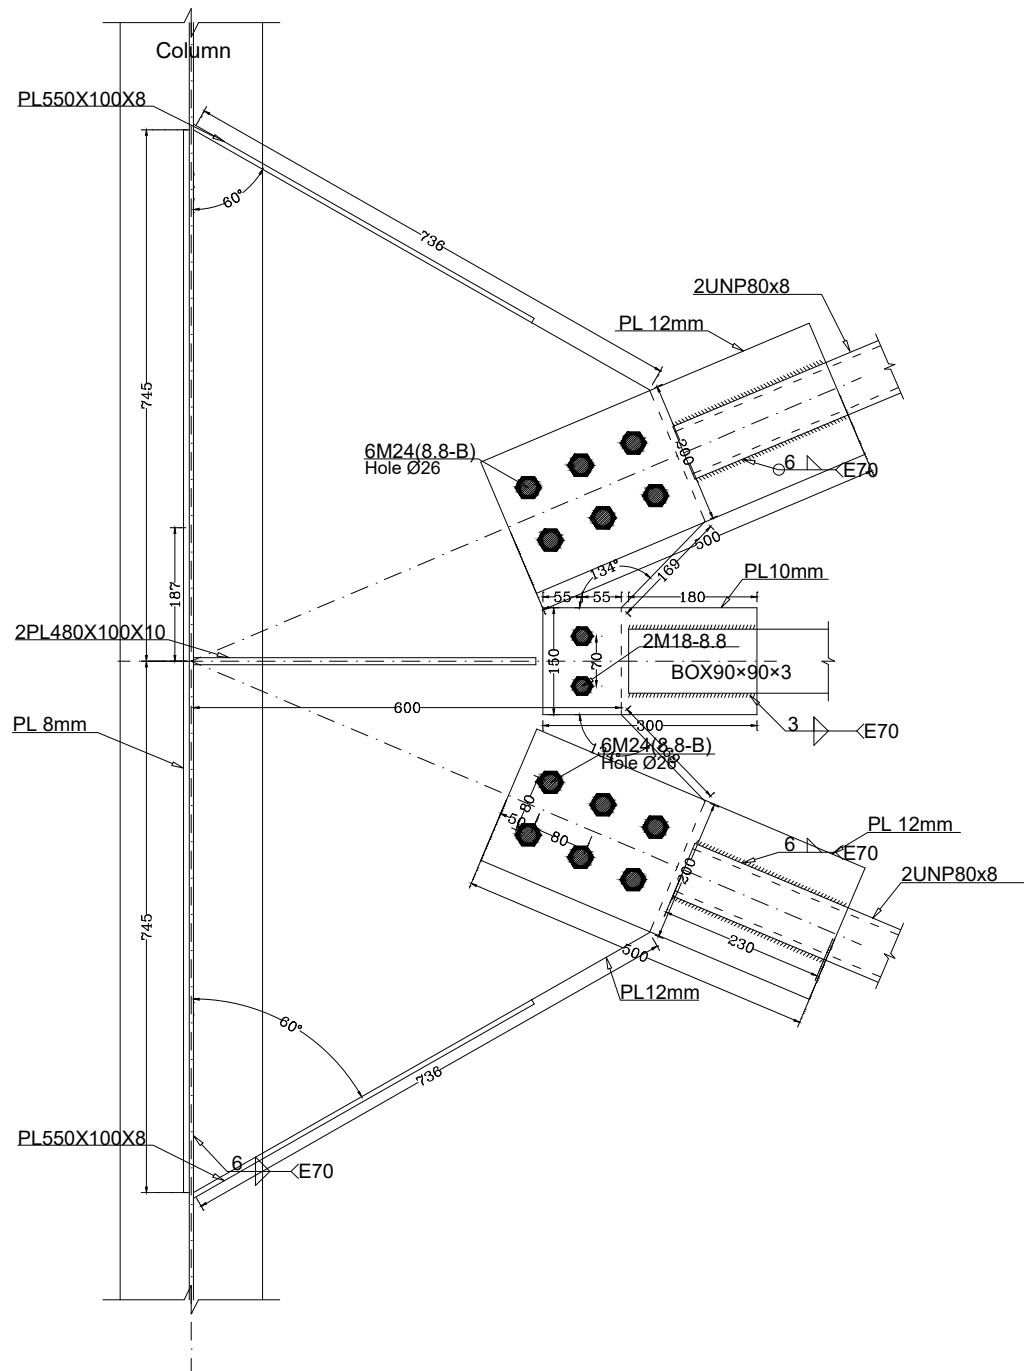 Column
PL550X100X8
60°
736
745
2UNP80x8
PL 12mm
6M24(8.8-B)
Hole Ø26
200
6
E70
500
187
134°
169
PL10mm
55
55
180
2PL480X100X10
150
70
2M18-8.8
BOX90×90×3
600
300
3
E70
PL 8mm
6M24(8.8-B)
Hole Ø26
80
50
80
6
E70
PL 12mm
2UNP80x8
200
230
500
PL12mm
745
60°
736
PL550X100X8
6
E70